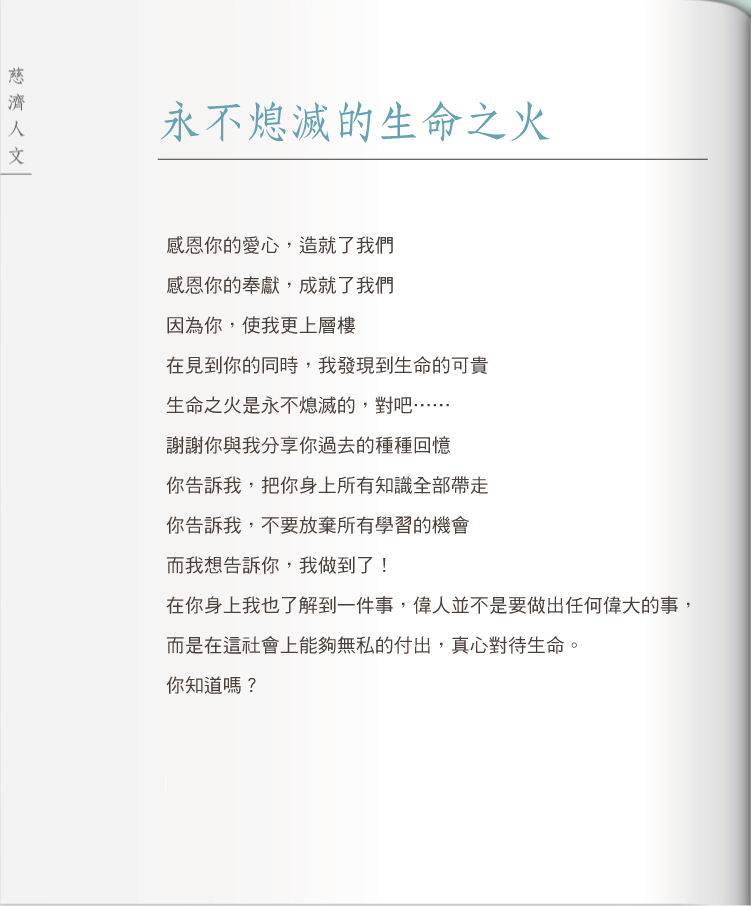 慈濟人文
永不熄滅的生命之火
感恩你的愛心，造就了我們
感恩你的奉獻，成就了我們
因為你，使我更上層樓
在見到你的同時，我發現到生命的可貴
生命之火是永不熄滅的，對吧⋯⋯
謝謝你與我分享你過去的種種回憶
你告訴我，把你身上所有知識全部帶走
你告訴我，不要放棄所有學習的機會
而我想告訴你，我做到了！
在你身上我也了解到一件事，偉人並不是要做出任何偉大的事，
而是在這社會上能夠無私的付出，真心對待生命。
你知道嗎？